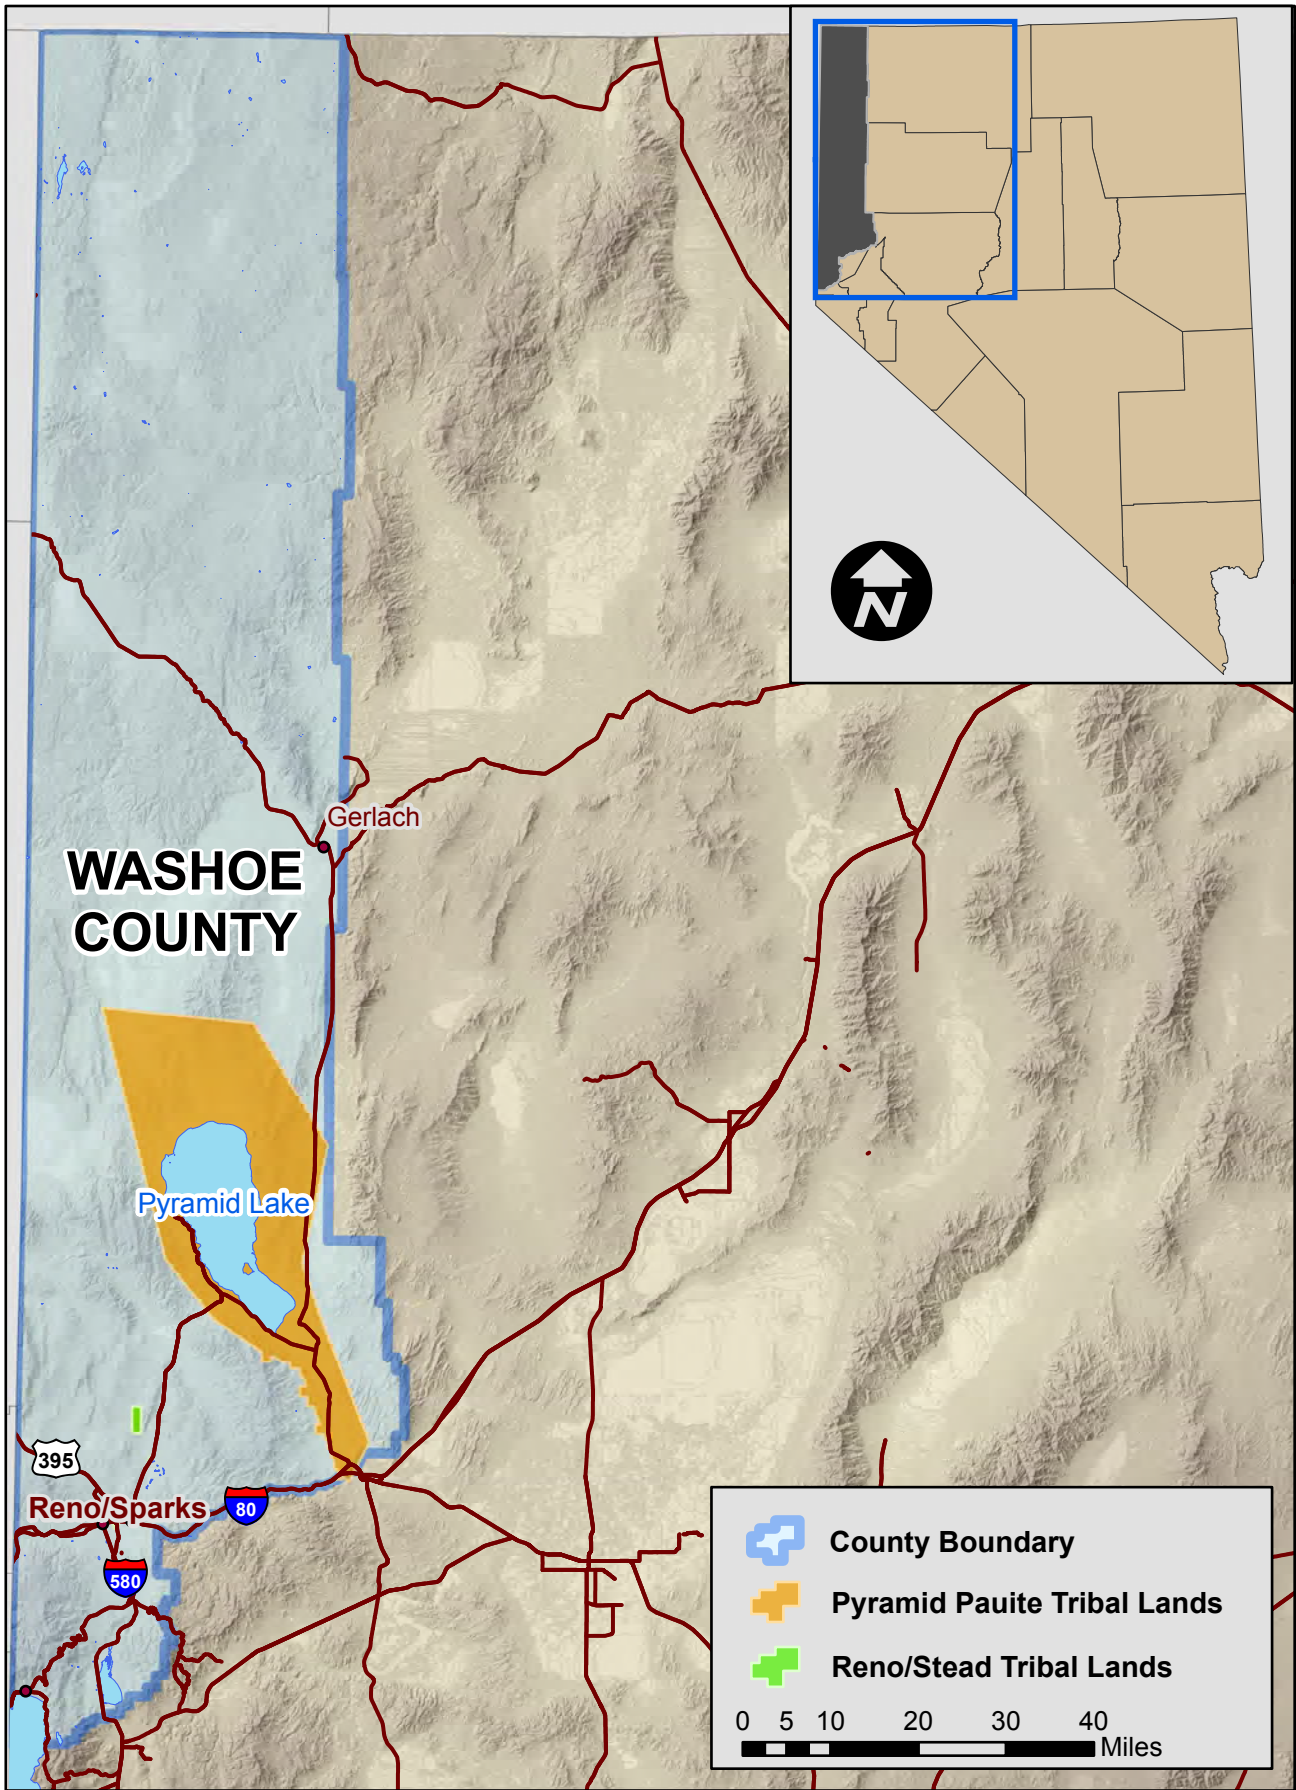 N
Gerlach
WASHOE
COUNTY
Pyramid Lake
395
Reno/Sparks
80
580
County Boundary
Pyramid Pauite Tribal Lands
Reno/Stead Tribal Lands
0 5 10 20 30 40
Miles